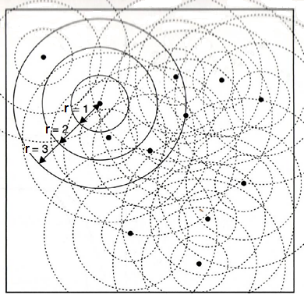 r = 1
r = 2
r = 3